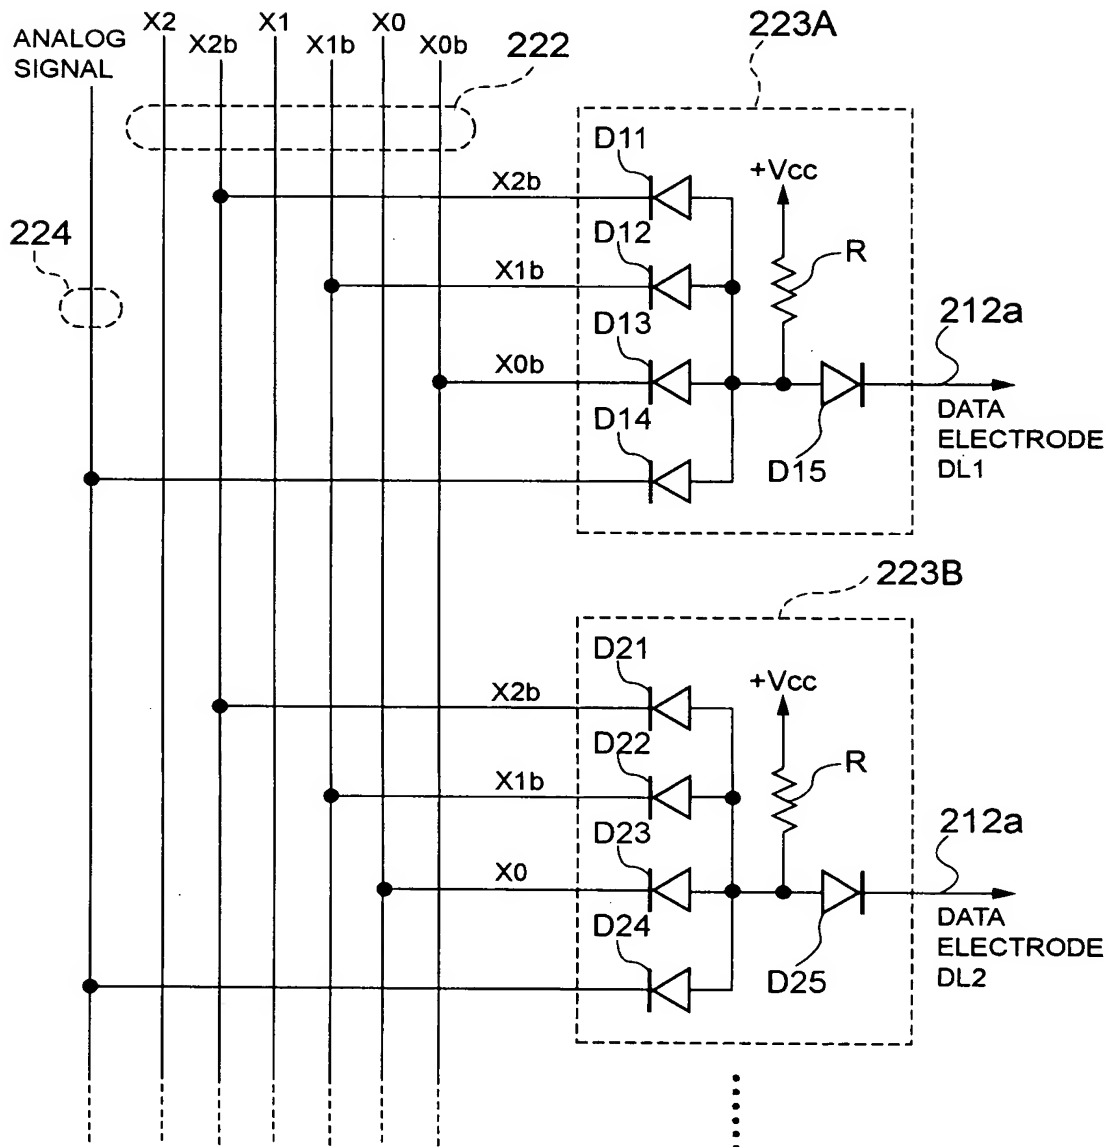 ANALOG
SIGNAL
X2
X2b
X1
X1b
X0
X0b
222
223A
224
D11
X2b
+Vcc
D12
X1b
R
D13
X0b
212a
D14
D15
DATA
ELECTRODE
DL1
223B
D21
X2b
+Vcc
D22
X1b
R
D23
X0
212a
D24
D25
DATA
ELECTRODE
DL2